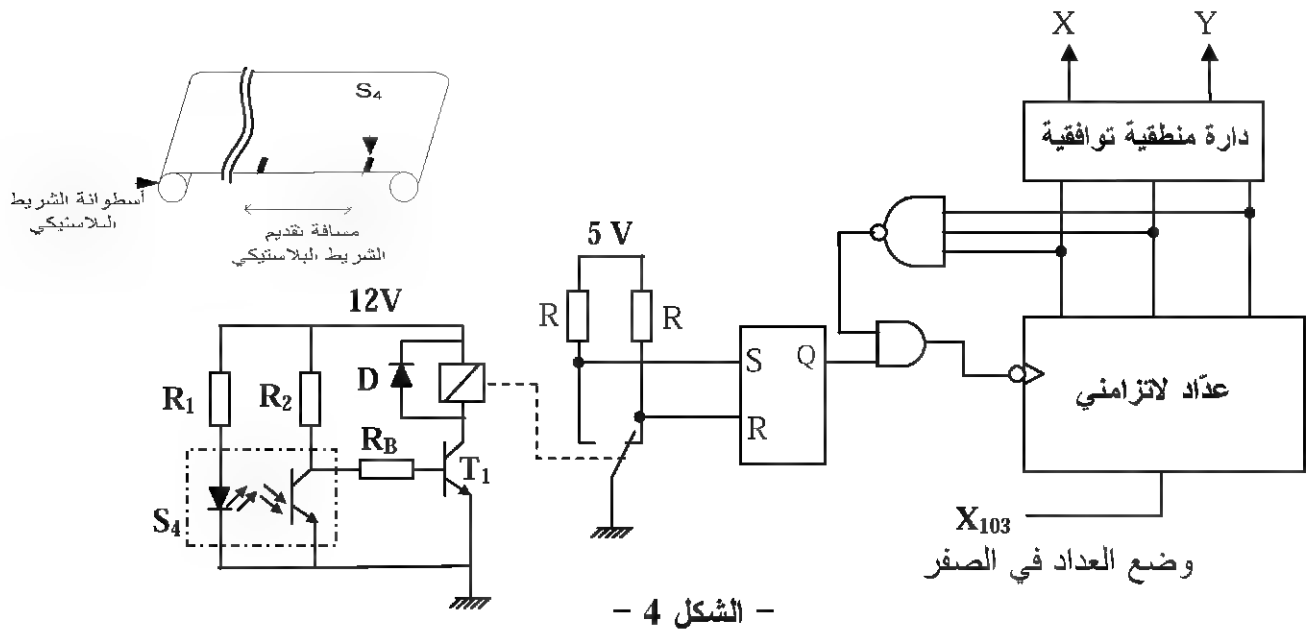 X Y
S₄
دارة منطقية توافقية
أسطوانة الشريط
البلاستيكي
مسافة تقديم
الشريط البلاستيكي
5 V
12V
R R
S Q
R
D
R₁ R₂
R_B
T₁
S₄
عدّاد لاتزامني
X₁₀₃
وضع العداد في الصفر
- الشكل 4 -